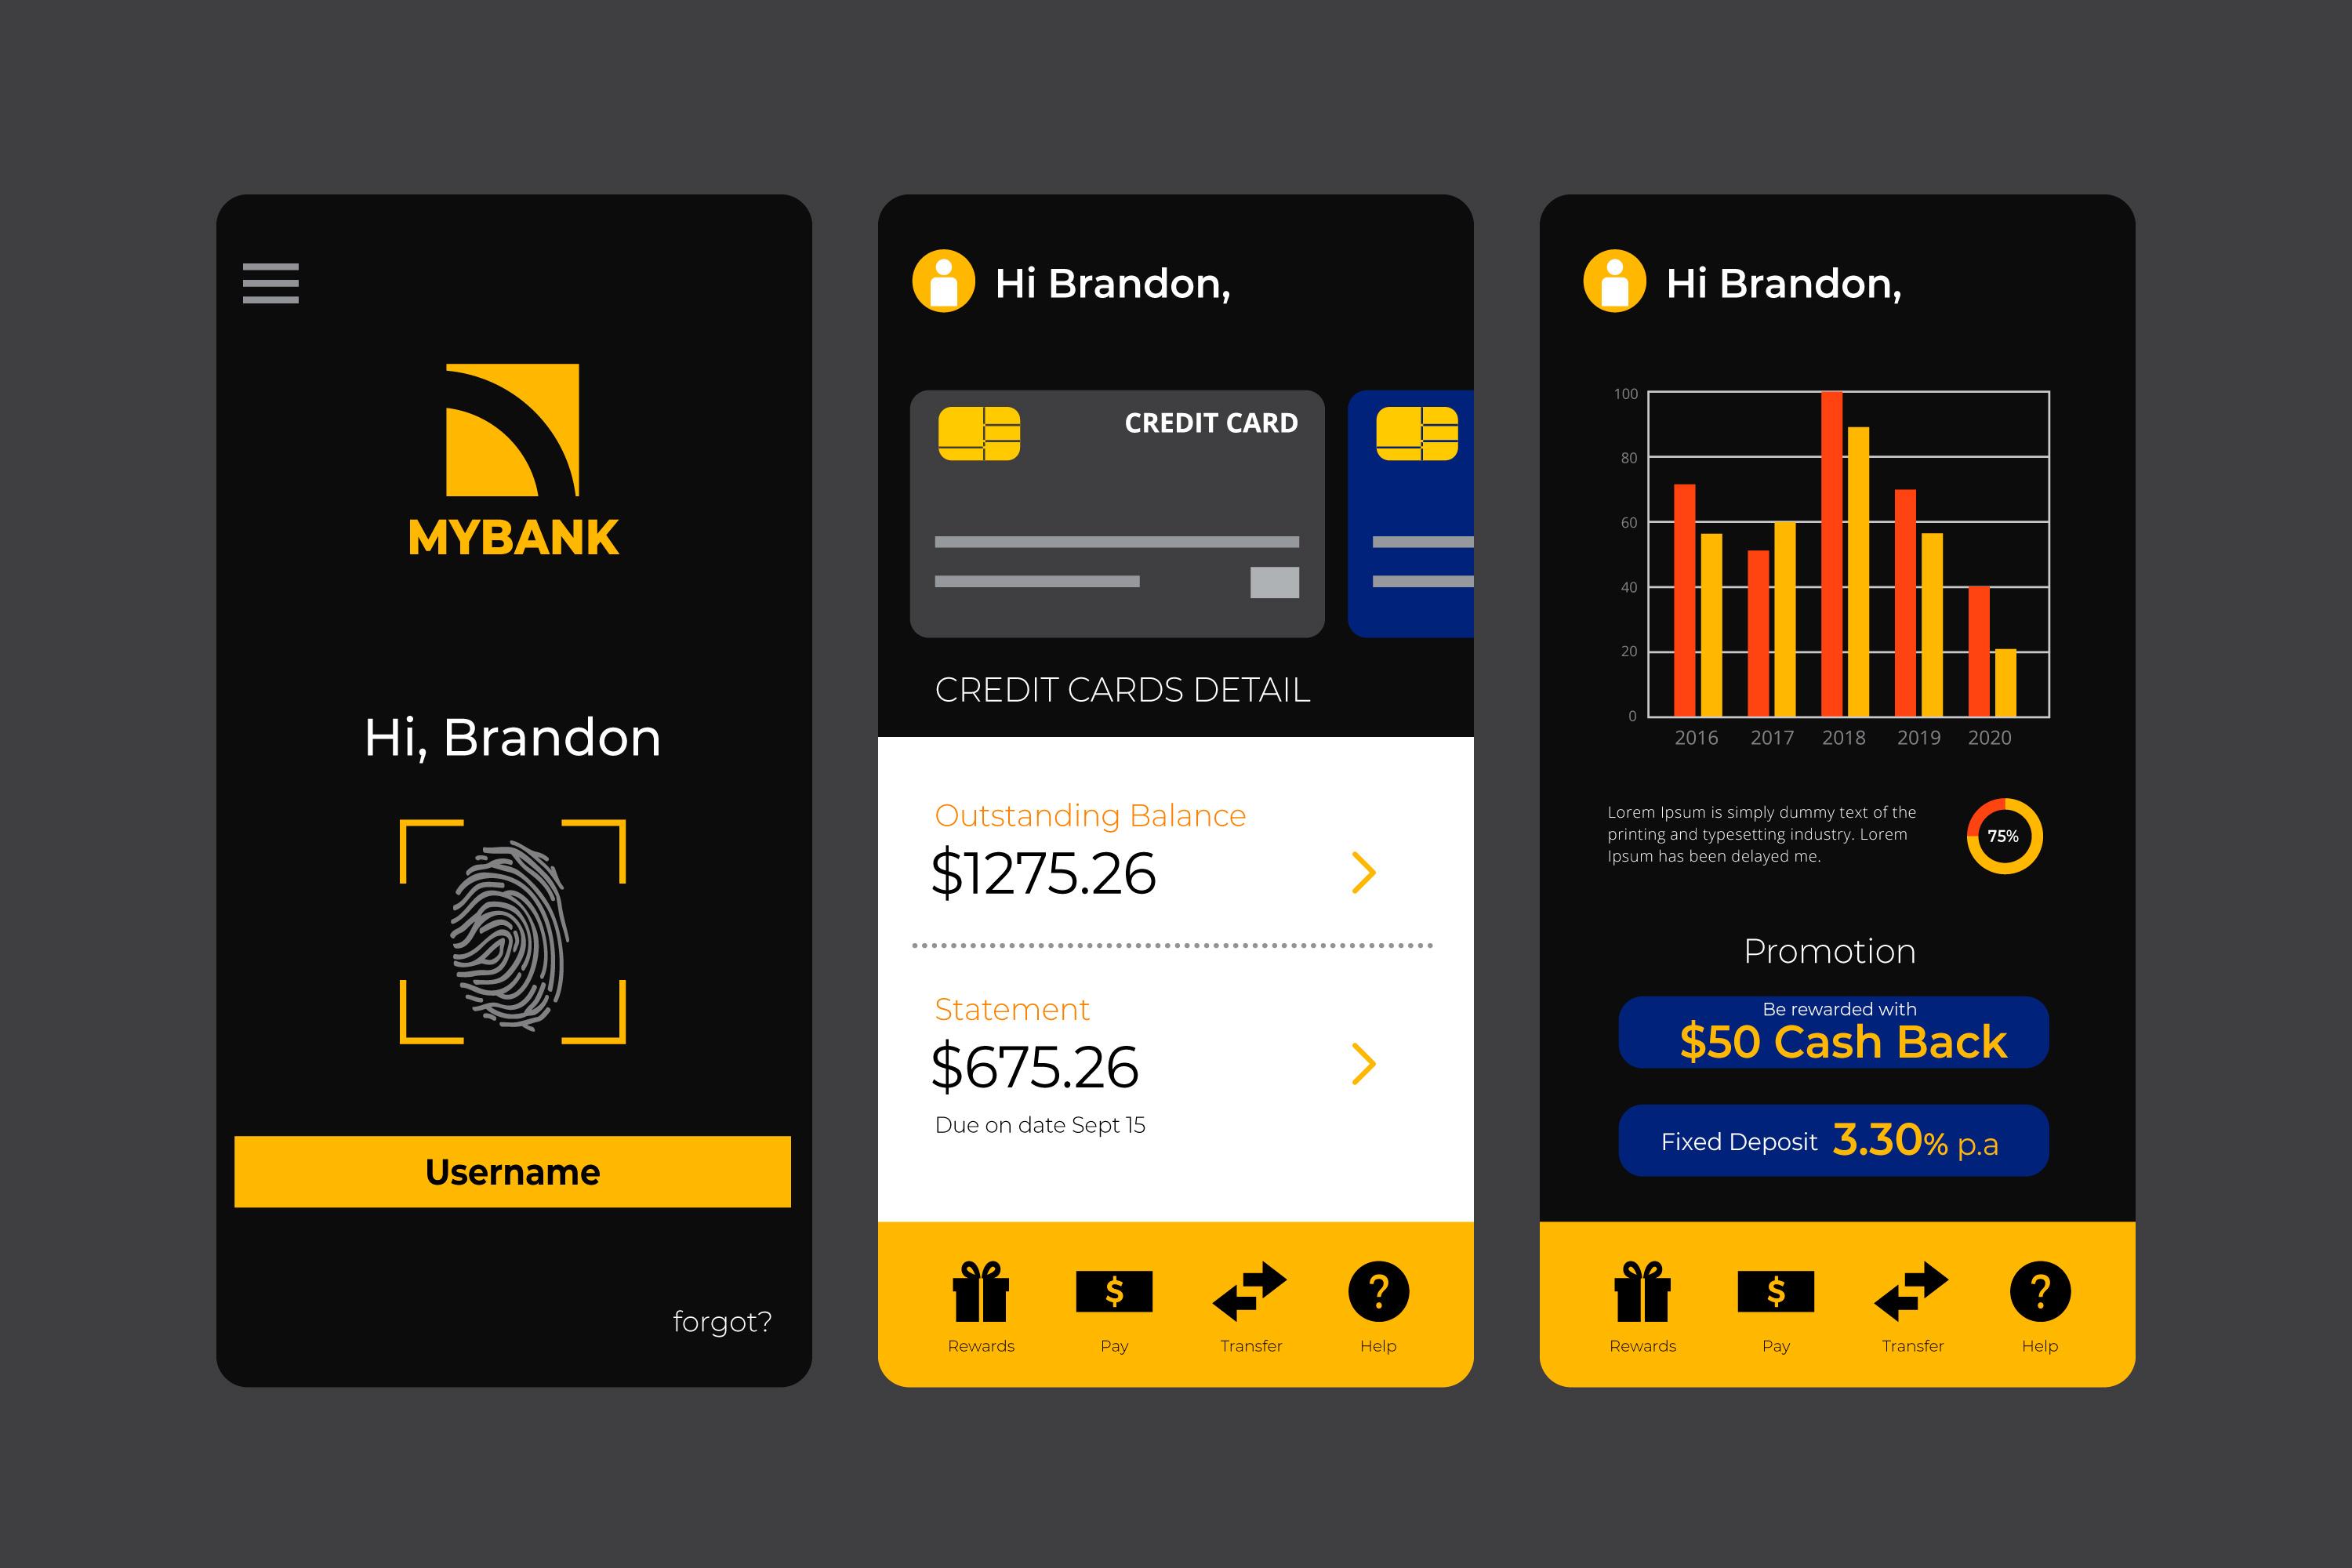 MYBANK
Hi, Brandon
Username
forgot?
Hi Brandon,
CREDIT CARD
CREDIT CARDS DETAIL
Outstanding Balance
$1275.26
Statement
$675.26
Due on date Sept 15
$
?
Rewards Pay Transfer Help
Hi Brandon,
100
80
60
40
20
0
2016 2017 2018 2019 2020
Lorem Ipsum is simply dummy text of the
printing and typesetting industry. Lorem
Ipsum has been delayed me.
75%
Promotion
Be rewarded with
$50 Cash Back
Fixed Deposit 3.30% p.a
$
?
Rewards Pay Transfer Help